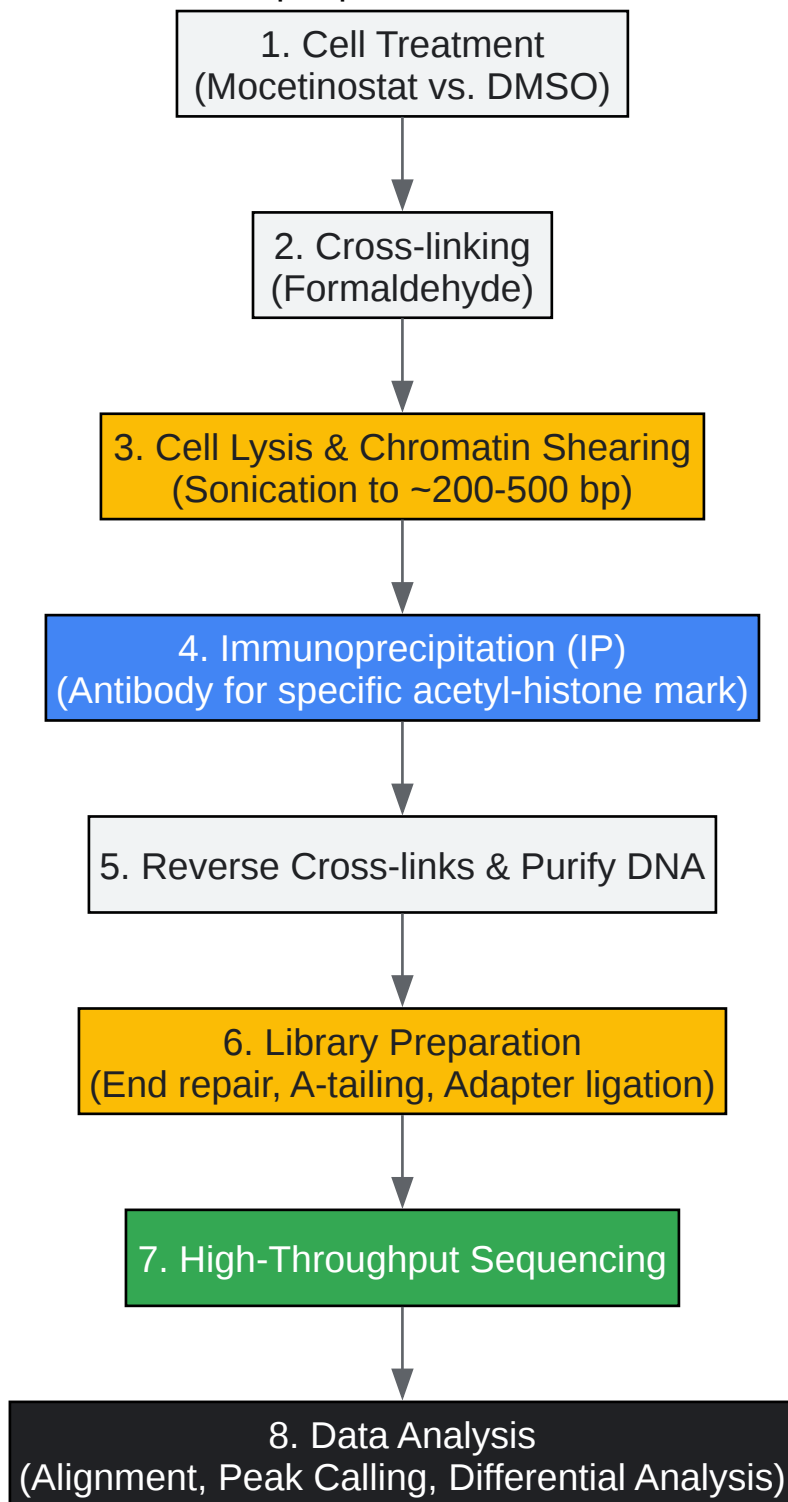 1. Cell Treatment
(Mocetinostat vs. DMSO)
2. Cross-linking
(Formaldehyde)
3. Cell Lysis & Chromatin Shearing
(Sonication to ~200-500 bp)
4. Immunoprecipitation (IP)
(Antibody for specific acetyl-histone mark)
5. Reverse Cross-links & Purify DNA
6. Library Preparation
(End repair, A-tailing, Adapter ligation)
7. High-Throughput Sequencing
8. Data Analysis
(Alignment, Peak Calling, Differential Analysis)